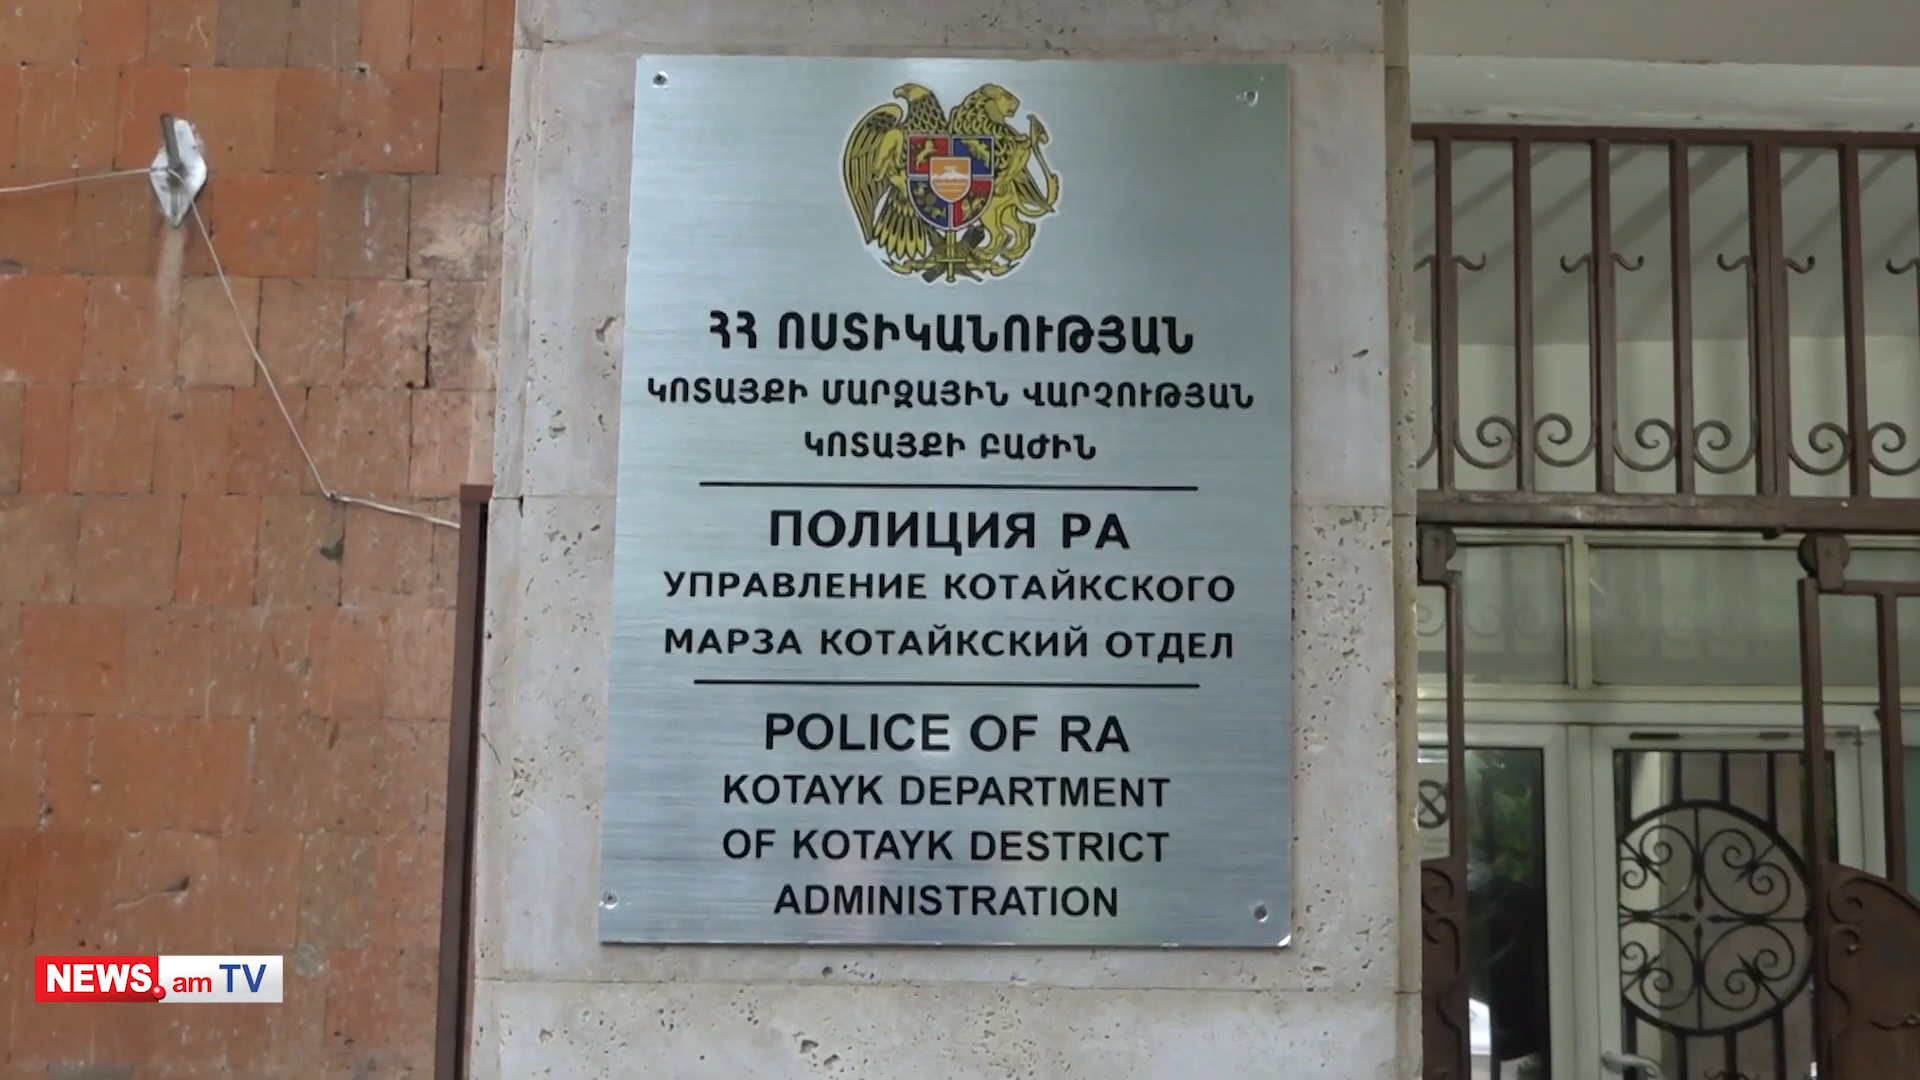 ՀՀ ՈՍՏԻԿԱՆՈՒԹՅԱՆ
ԿՈՏԱՅՔԻ ՄԱՐԶԱՅԻՆ ՎԱՐՉՈՒԹՅԱՆ
ԿՈՏԱՅՔԻ ԲԱԺԻՆ
ПОЛИЦИЯ РА
УПРАВЛЕНИЕ КОТАЙКСКОГО
МАРЗА КОТАЙКСКИЙ ОТДЕЛ
POLICE OF RA
KOTAYK DEPARTMENT
OF KOTAYK DESTRICT
ADMINISTRATION
NEWS.am TV